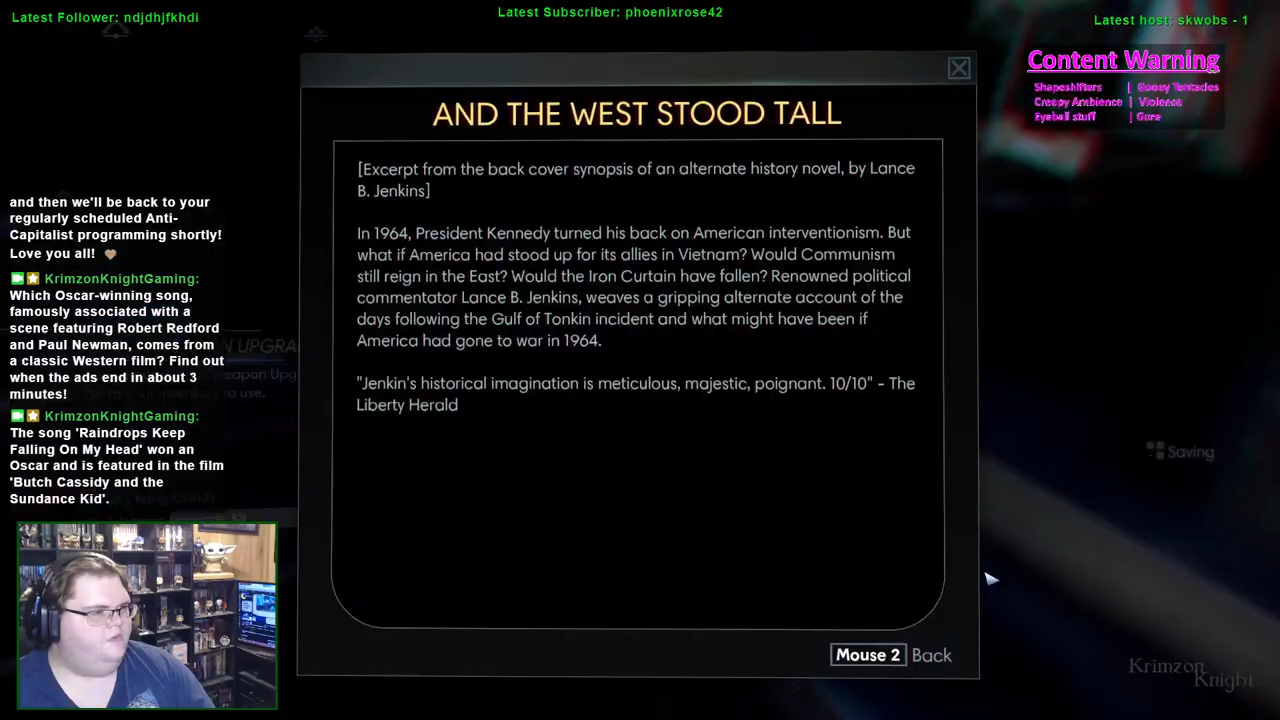 Latest Follower: ndjdhjfkhdi
Latest Subscriber: phoenixrose42
Latest host: skwobs - 1
Content Warning
Shapeshifters | Gooey Tentacles
Creepy Ambience | Violence
Eyeball stuff | Gore
AND THE WEST STOOD TALL
[Excerpt from the back cover synopsis of an alternate history novel, by Lance
B. Jenkins]
In 1964, President Kennedy turned his back on American interventionism. But
what if America had stood up for its allies in Vietnam? Would Communism
still reign in the East? Would the Iron Curtain have fallen? Renowned political
commentator Lance B. Jenkins, weaves a gripping alternate account of the
days following the Gulf of Tonkin incident and what might have been if
America had gone to war in 1964.
"Jenkin's historical imagination is meticulous, majestic, poignant. 10/10" - The
Liberty Herald
Mouse 2 Back
and then we'll be back to your
regularly scheduled Anti-
Capitalist programming shortly!
Love you all!
KrimzonKnightGaming:
Which Oscar-winning song,
famously associated with a
scene featuring Robert Redford
and Paul Newman, comes from
a classic Western film? Find out
when the ads end in about 3
minutes!
KrimzonKnightGaming:
The song 'Raindrops Keep
Falling On My Head' won an
Oscar and is featured in the film
'Butch Cassidy and the
Sundance Kid'.
Saving
Krimzon
Knight